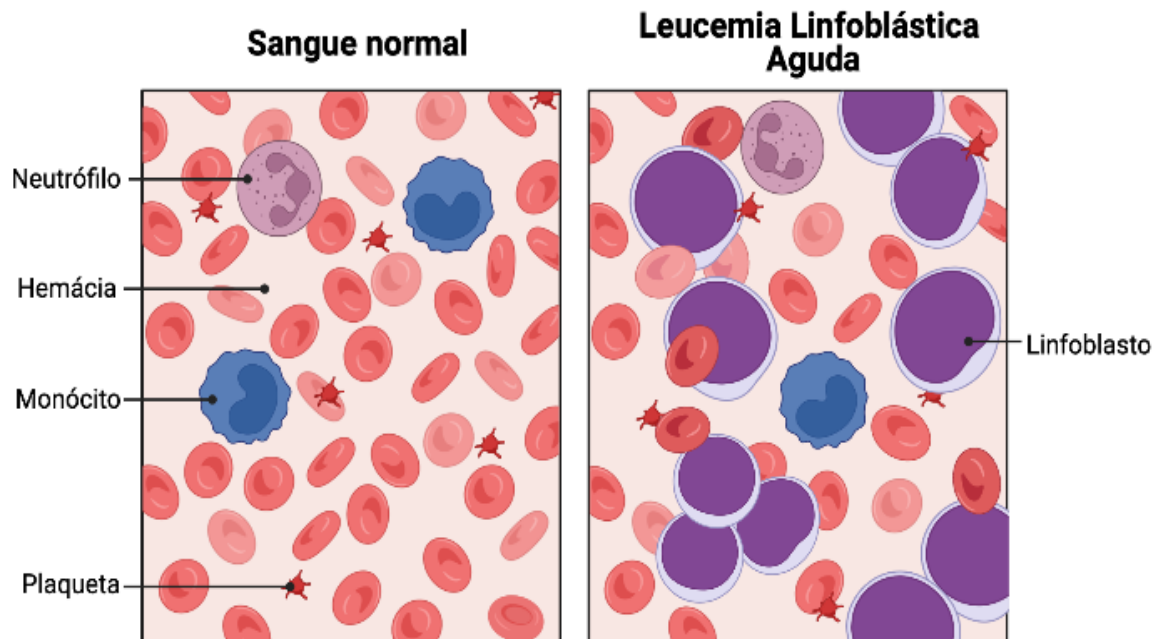 Sangue normal
Leucemia Linfoblástica
Aguda
Neutrófilo
Hemácia
Monócito
Plaqueta
Linfoblasto